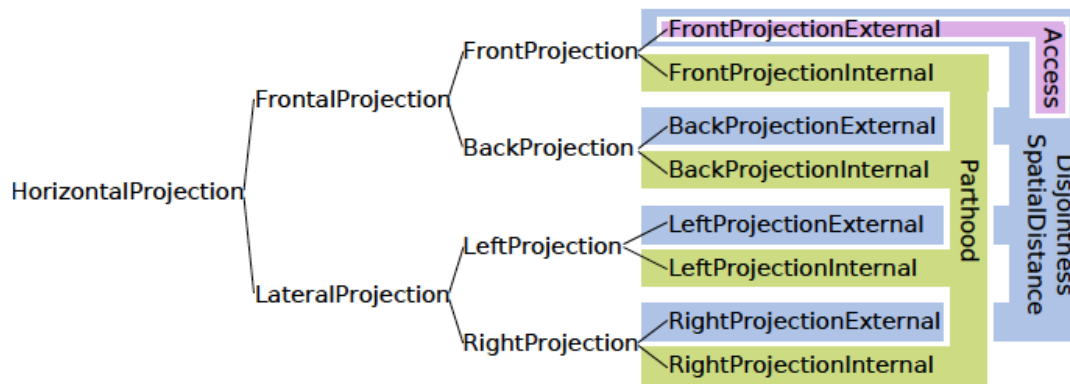 FrontProjectionExternal
FrontProjection
FrontProjectionInternal
FrontalProjection
BackProjectionExternal
BackProjection
BackProjectionInternal
HorizontalProjection
LeftProjectionExternal
LeftProjection
LeftProjectionInternal
LateralProjection
RightProjectionExternal
RightProjection
RightProjectionInternal
Parthood
Access
Disjointness
SpatialDistance